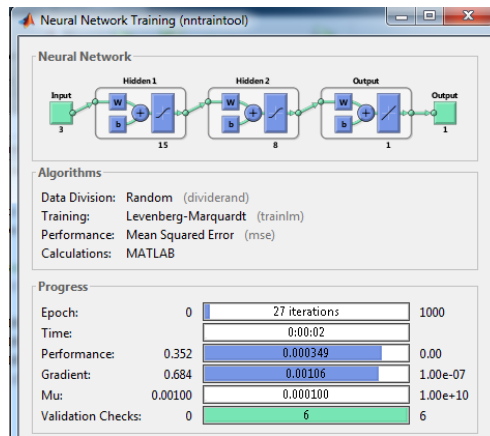 Neural Network Training (nntraintool)
Neural Network
Hidden 1 Hidden 2 Output
Input Output
W W W
b b b
+ + +
3 15 8 1 1
Algorithms
Data Division: Random (dividerand)
Training: Levenberg-Marquardt (trainlm)
Performance: Mean Squared Error (mse)
Calculations: MATLAB
Progress
Epoch: 0 27 iterations 1000
Time: 0:00:02
Performance: 0.352 0.000349 0.00
Gradient: 0.684 0.00106 1.00e-07
Mu: 0.00100 0.000100 1.00e+10
Validation Checks: 0 6 6